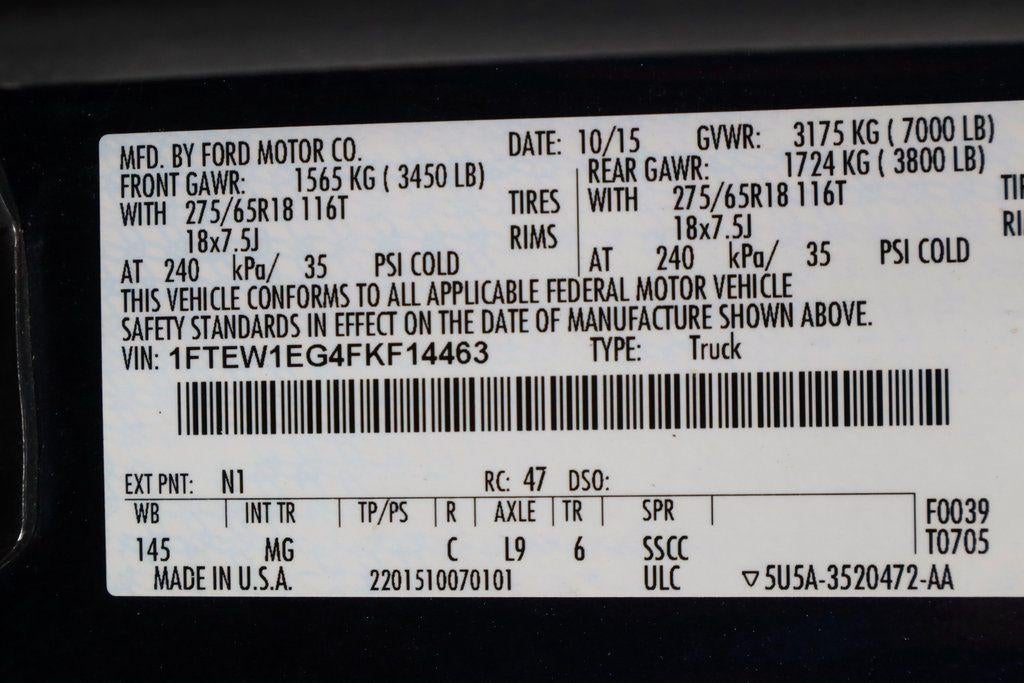 MFD. BY FORD MOTOR CO. DATE: 10/15 GVWR: 3175 KG ( 7000 LB)
FRONT GAWR: 1565 KG ( 3450 LB) REAR GAWR: 1724 KG ( 3800 LB)
WITH 275/65R18 116T TIRES WITH 275/65R18 116T
18x7.5J RIMS 18x7.5J
AT 240 kPa/ 35 PSI COLD AT 240 kPa/ 35 PSI COLD
THIS VEHICLE CONFORMS TO ALL APPLICABLE FEDERAL MOTOR VEHICLE
SAFETY STANDARDS IN EFFECT ON THE DATE OF MANUFACTURE SHOWN ABOVE.
VIN: 1FTEW1EG4FKF14463 TYPE: Truck
EXT PNT: N1 RC: 47 DSO:
WB INT TR TP/PS R AXLE TR SPR F0039
145 MG C L9 6 SSCC T0705
MADE IN U.S.A. 2201510070101 ULC ▽5U5A-3520472-AA